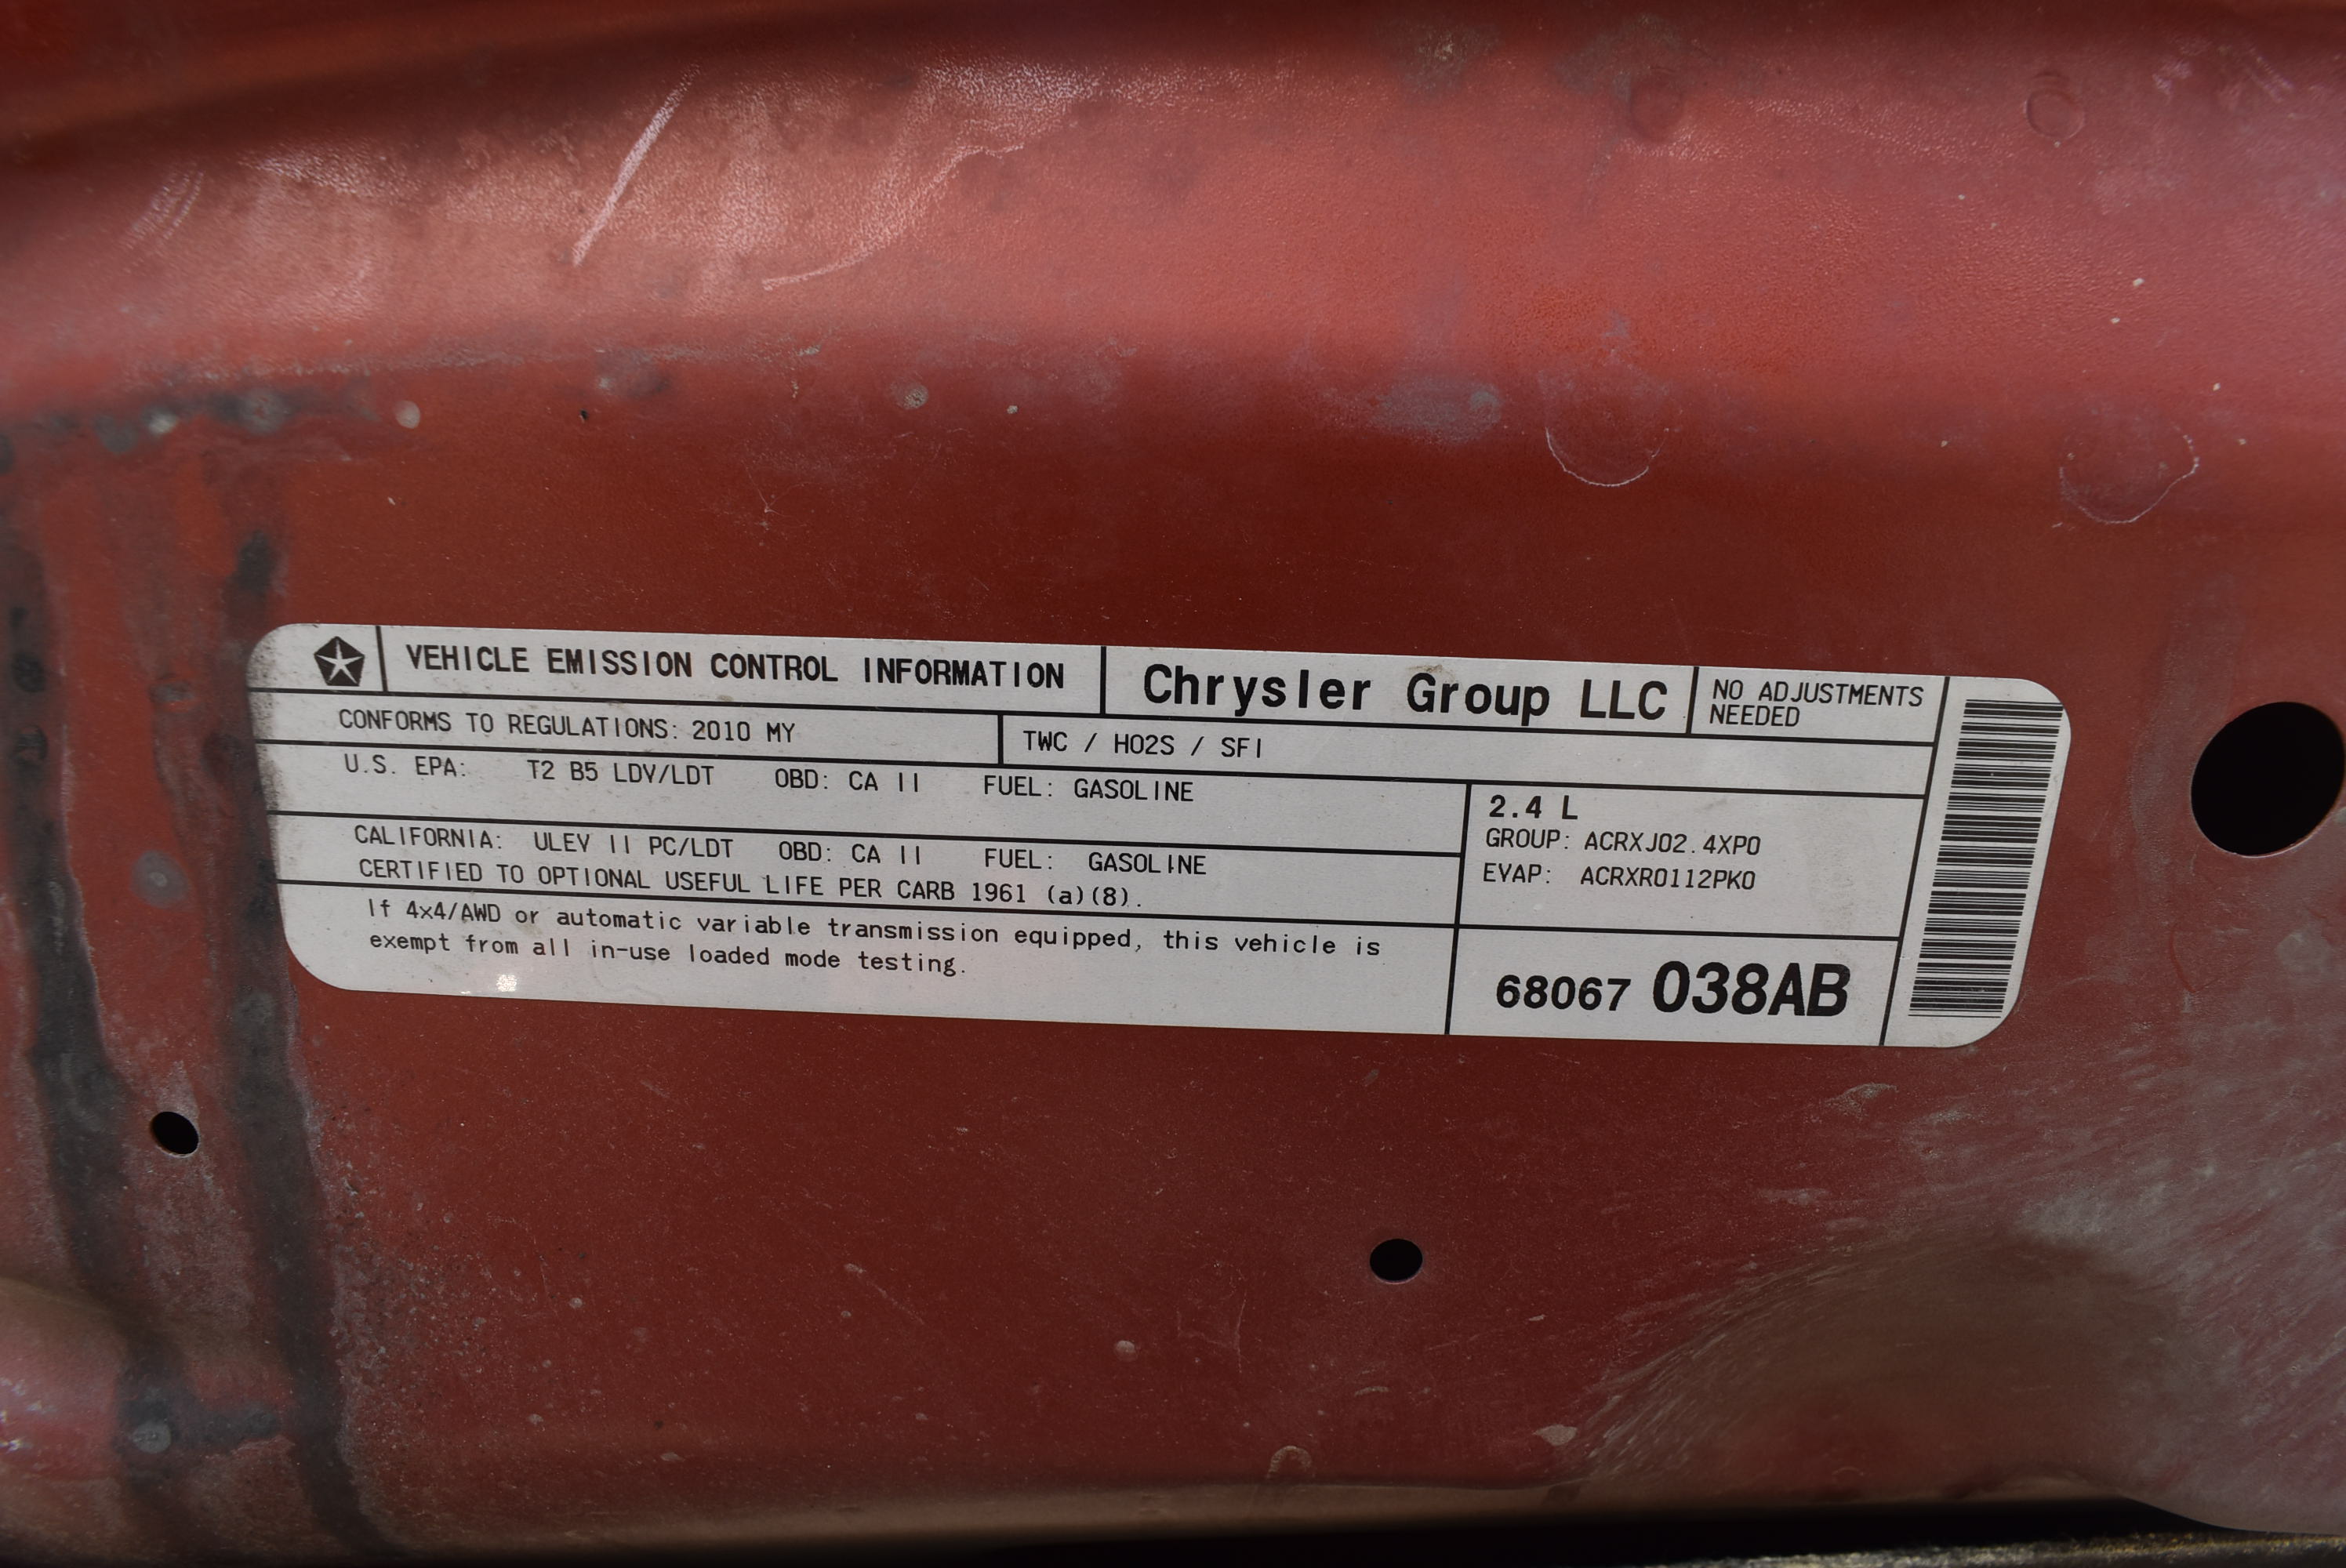 VEHICLE EMISSION CONTROL INFORMATION
Chrysler Group LLC
NO ADJUSTMENTS
NEEDED
CONFORMS TO REGULATIONS: 2010 MY
TWC / HO2S / SFI
U.S. EPA: T2 B5 LDV/LDT OBD: CA II FUEL: GASOLINE
CALIFORNIA: ULEV II PC/LDT OBD: CA II FUEL: GASOLINE
CERTIFIED TO OPTIONAL USEFUL LIFE PER CARB 1961 (a)(8).
If 4x4/AWD or automatic variable transmission equipped, this vehicle is
exempt from all in-use loaded mode testing.
2.4 L
GROUP: ACRXJ02.4XP0
EVAP: ACRXR0112PK0
68067 038AB